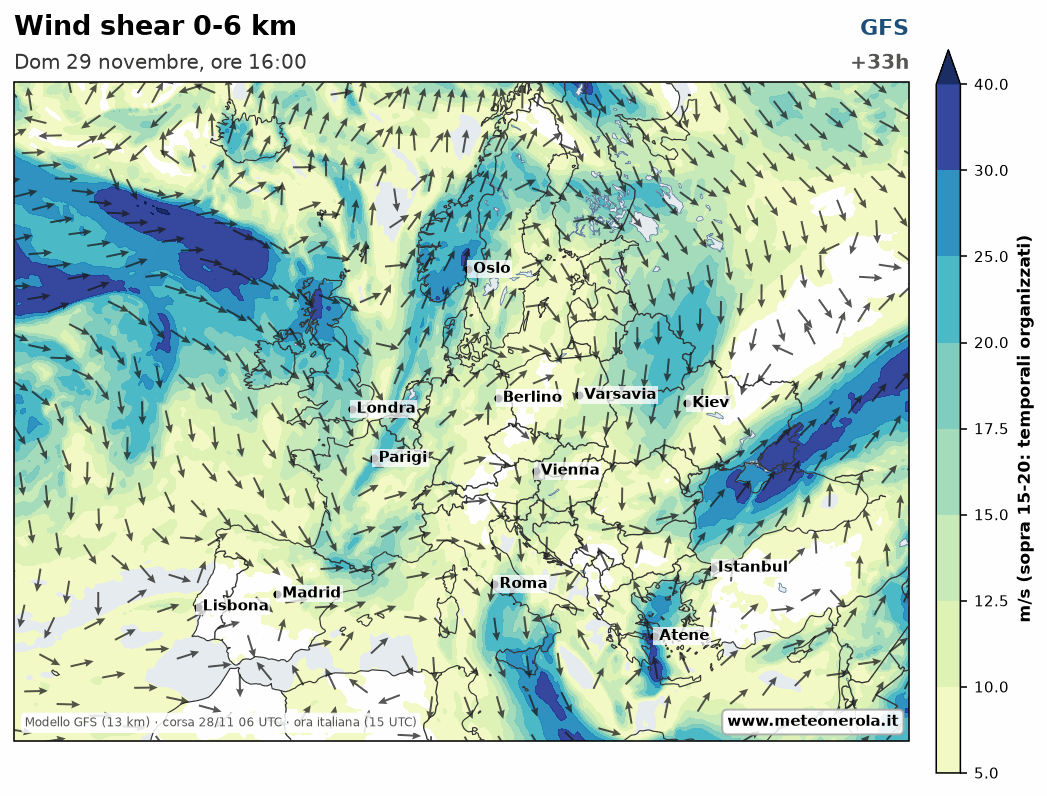 Wind shear 0-6 km
GFS
Dom 29 novembre, ore 16:00
+33h
40.0
30.0
25.0
20.0
17.5
15.0
12.5
10.0
5.0
m/s (sopra 15-20: temporali organizzati)
Oslo
Berlino
Varsavia
Kiev
Londra
Parigi
Vienna
Istanbul
Roma
Madrid
Lisbona
Atene
Modello GFS (13 km) · corsa 28/11 06 UTC · ora italiana (15 UTC)
www.meteonerola.it